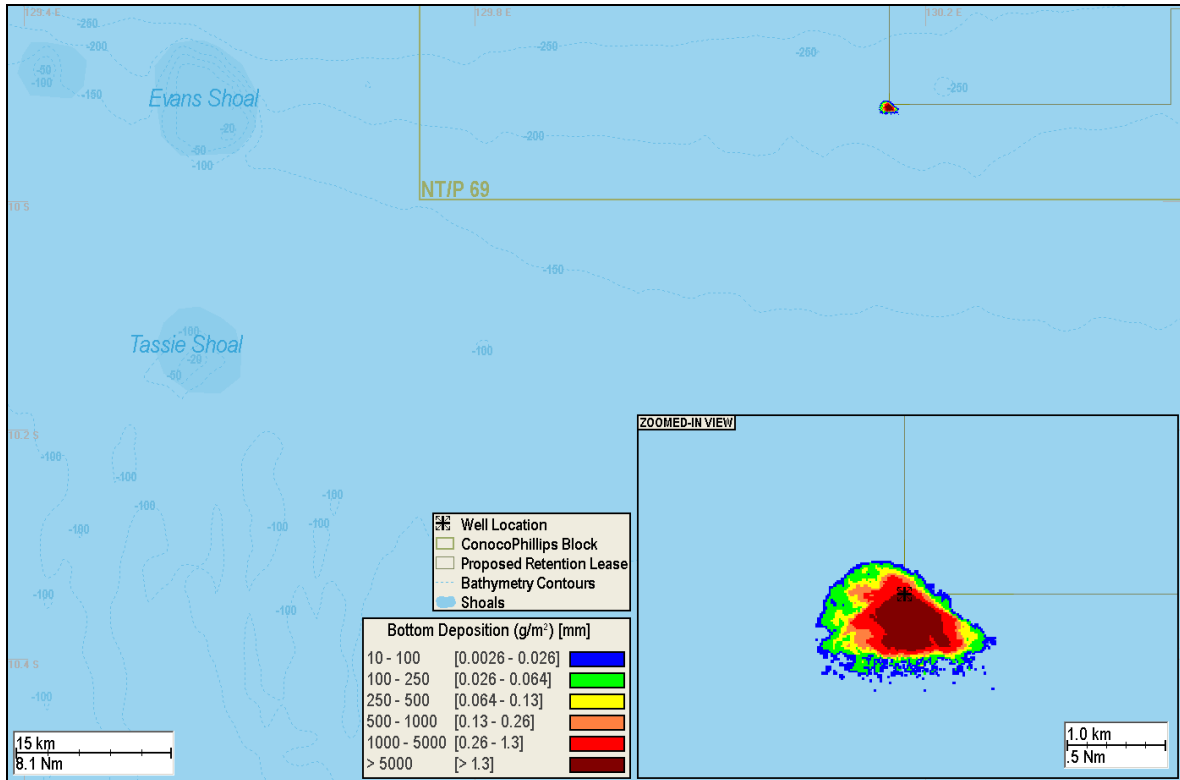 129.4 E
129.8 E
130.2 E
-250
-200
-50
-100
-150
Evans Shoal
-20
-50
-100
-250
-250
-250
-200
NT/P 69
10 S
-150
-100
Tassie Shoal
-20
-50
-100
10.2 S
-100
-100
-100
-100
-100
-100
-100
-100
-100
-100
10.4 S
-100
Well Location
ConocoPhillips Block
Proposed Retention Lease
Bathymetry Contours
Shoals
Bottom Deposition (g/m²) [mm]
10 - 100 [0.0026 - 0.026]
100 - 250 [0.026 - 0.064]
250 - 500 [0.064 - 0.13]
500 - 1000 [0.13 - 0.26]
1000 - 5000 [0.26 - 1.3]
> 5000 [> 1.3]
ZOOMED-IN VIEW
15 km
8.1 Nm
1.0 km
.5 Nm